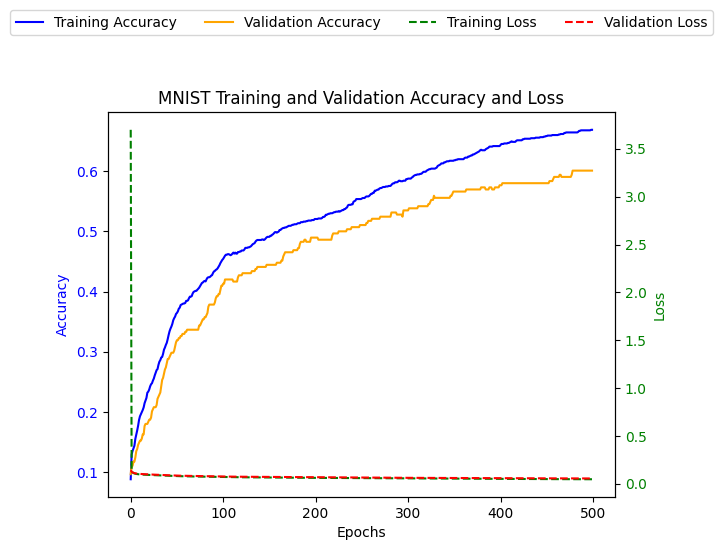 Training Accuracy Validation Accuracy Training Loss Validation Loss
MNIST Training and Validation Accuracy and Loss
Accuracy
0.6
0.5
0.4
0.3
0.2
0.1
3.5
3.0
2.5
2.0
1.5
1.0
0.5
0.0
Loss
0 100 200 300 400 500
Epochs